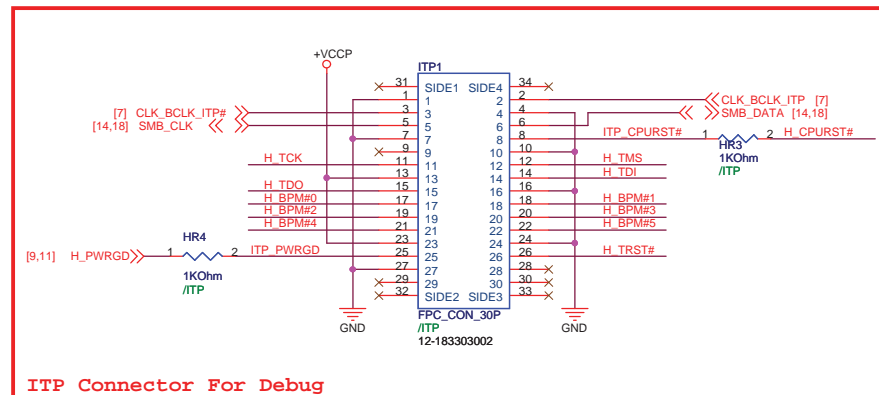 +VCCP
ITP1
31 SIDE1 SIDE4 34
1 1 2 2 CLK_BCLK_ITP [7]
[7] CLK_BCLK_ITP# 3 3 4 4 SMB_DATA [14,18]
[14,18] SMB_CLK 5 5 6 6
7 7 8 8 ITP_CPURST# 1 2 H_CPURST#
HR3
1KOhm
/ITP
9 9 10 10
H_TCK 11 11 12 12 H_TMS
13 13 14 14 H_TDI
H_TDO 15 15 16 16
H_BPM#0 17 17 18 18 H_BPM#1
H_BPM#2 19 19 20 20 H_BPM#3
H_BPM#4 21 21 22 22 H_BPM#5
23 23 24 24
HR4
[9,11] H_PWRGD 1 2 ITP_PWRGD 25 25 26 26 H_TRST#
1KOhm
/ITP
27 27 28 28
29 29 30 30
32 SIDE2 SIDE3 33
GND
FPC_CON_30P
/ITP
12-183303002
GND
ITP Connector For Debug